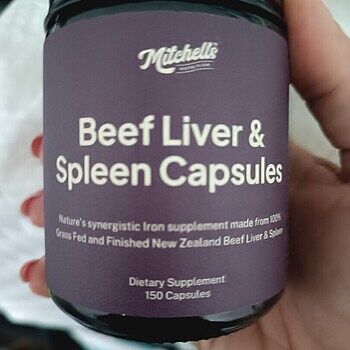 Mitchells
NUTRITION
Beef Liver &
Spleen Capsules
Nature's synergistic Iron supplement made from 100%
Grass Fed and Finished New Zealand Beef Liver & Spleen
Dietary Supplement
150 Capsules